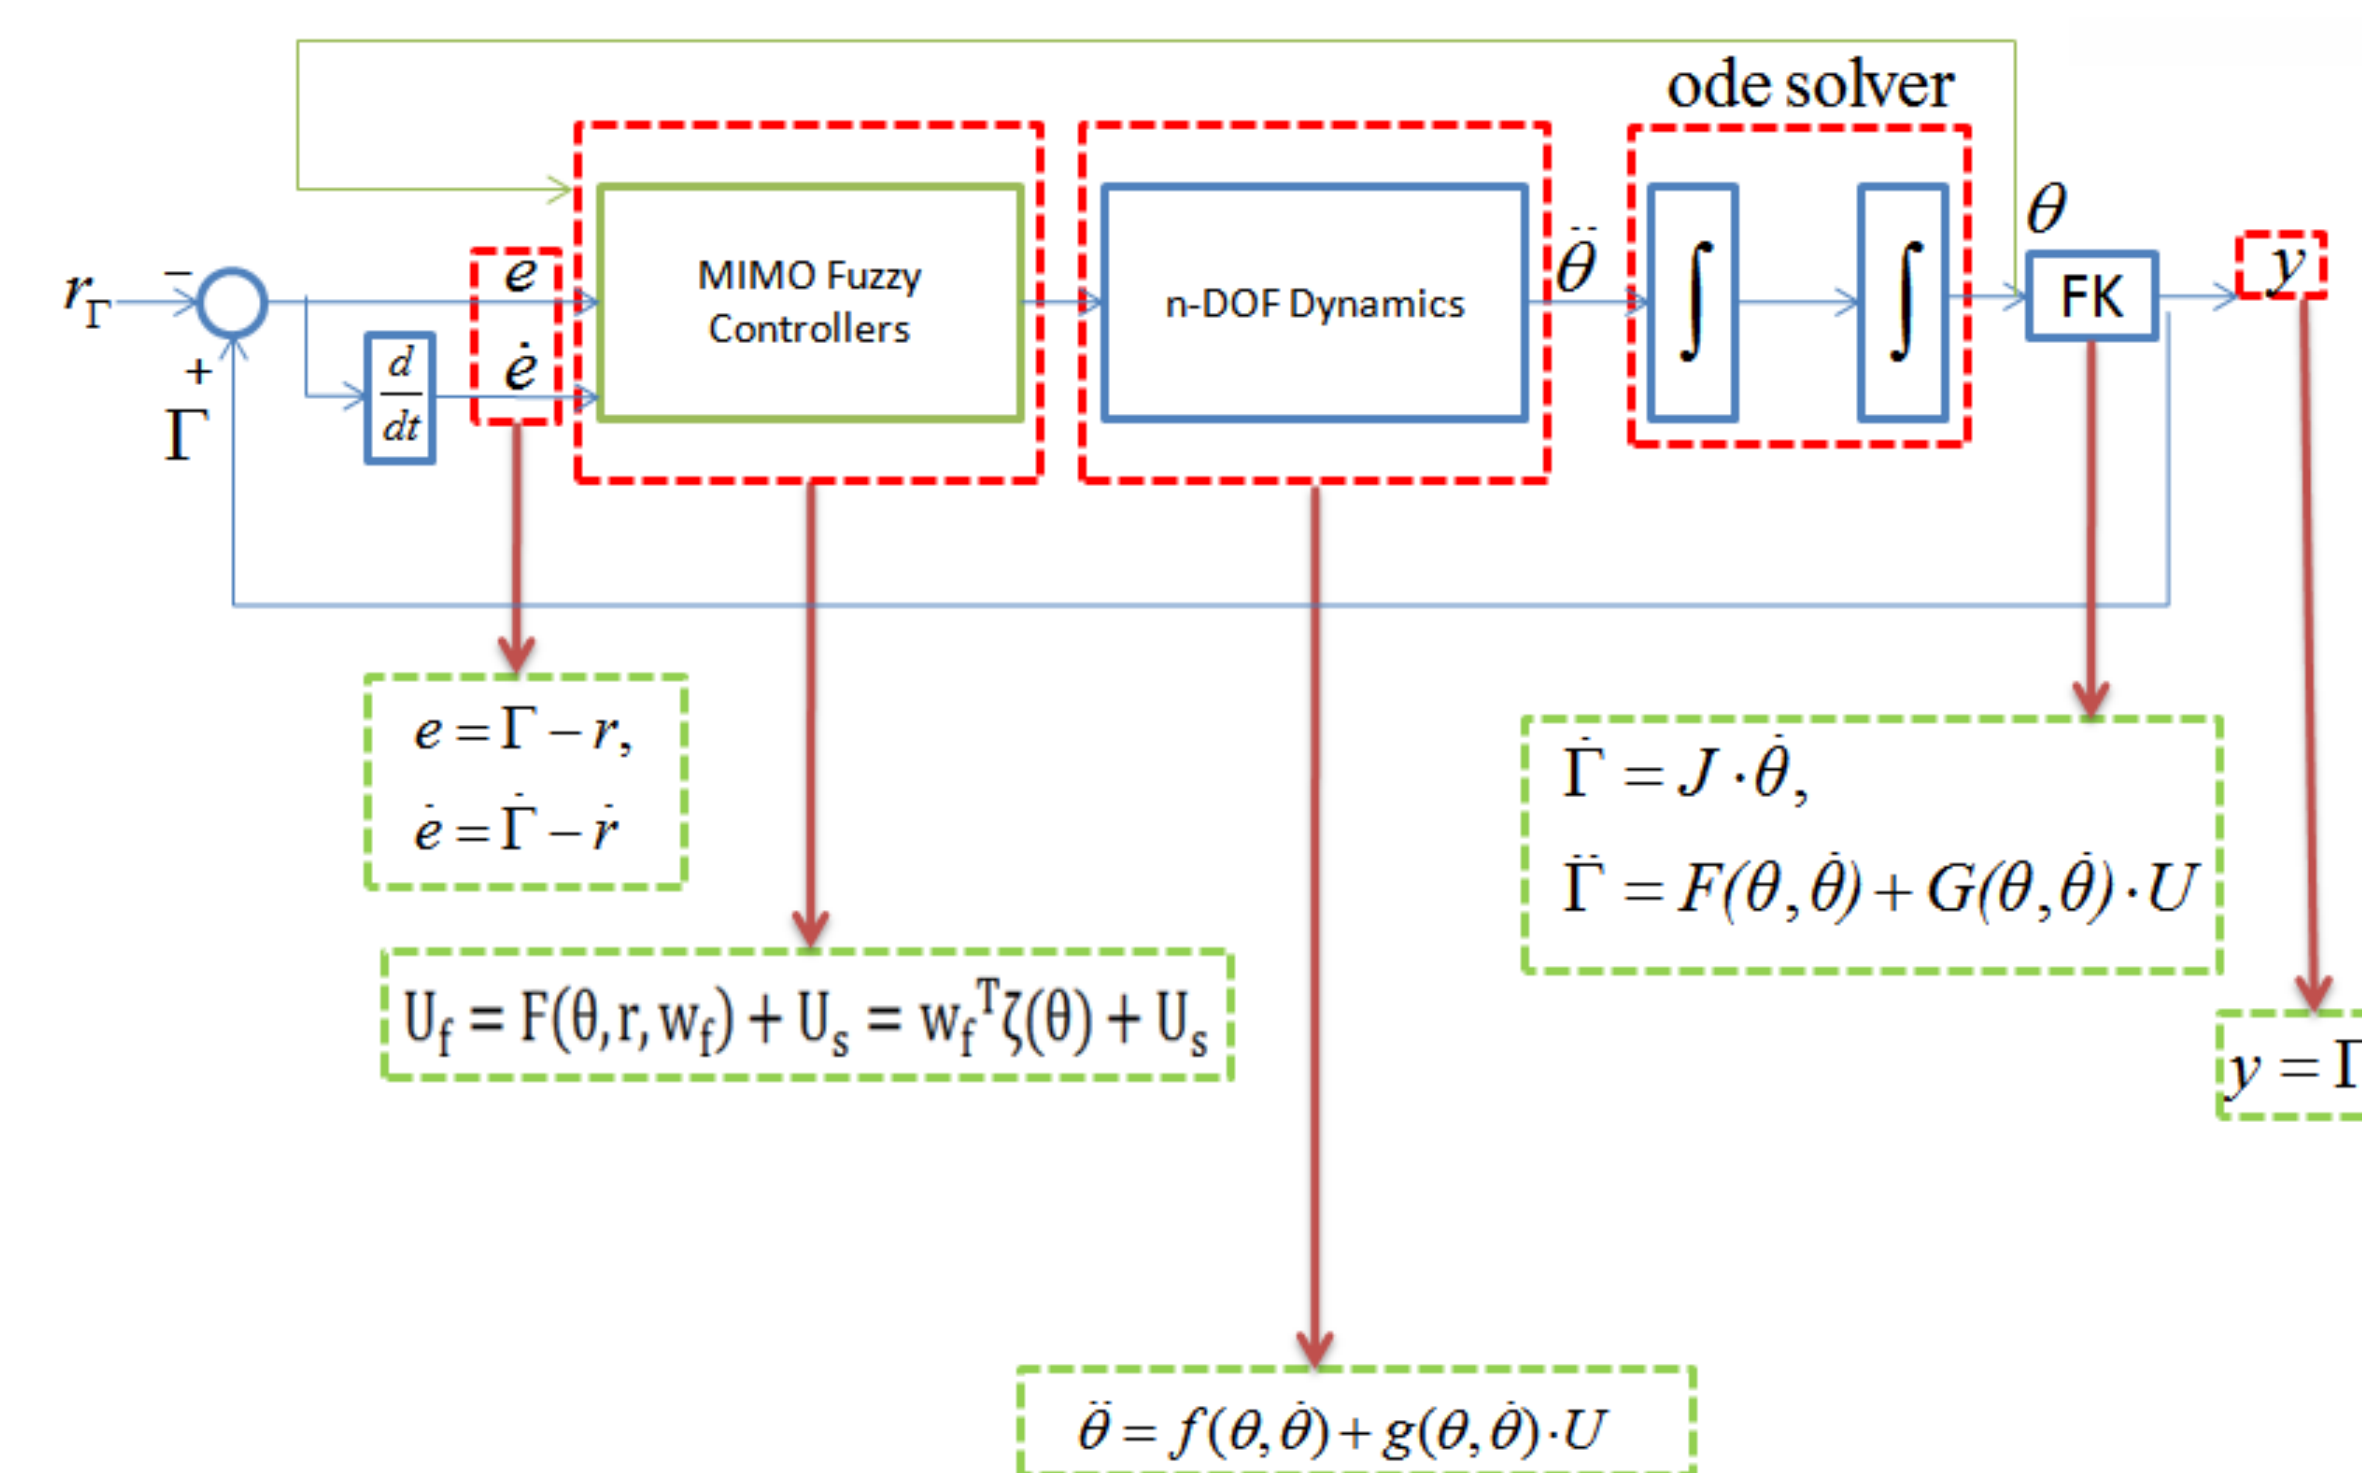 ode solver
θ
y
r_Γ
−
e
MIMO Fuzzy
Controllers
n-DOF Dynamics
θ̈
∫
∫
FK
+
Γ
d
dt
ė
e = Γ − r,
ė = Γ̇ − ṙ
Γ̇ = J · θ̇,
Γ̈ = F(θ, θ̇) + G(θ, θ̇) · U
U_f = F(θ, r, w_f) + U_s = w_f^T ζ(θ) + U_s
y = Γ
θ̈ = f(θ, θ̇) + g(θ, θ̇) · U